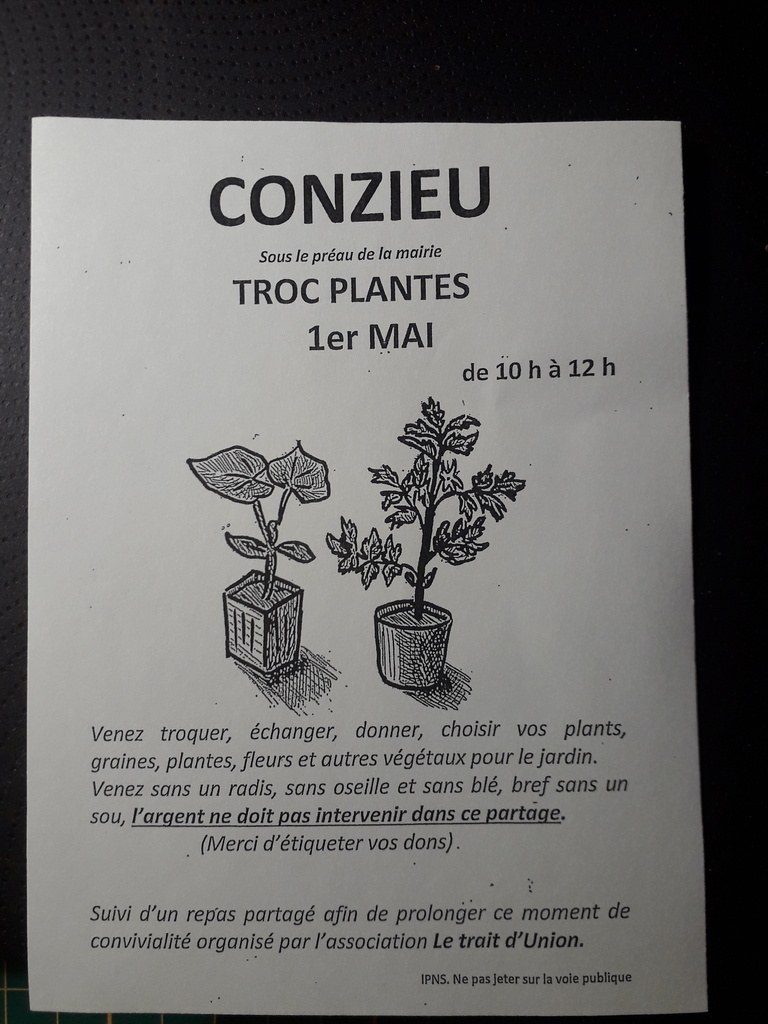 CONZIEU
Sous le préau de la mairie
TROC PLANTES
1er MAI
de 10 h à 12 h
Venez troquer, échanger, donner, choisir vos plants,
graines, plantes, fleurs et autres végétaux pour le jardin.
Venez sans un radis, sans oseille et sans blé, bref sans un
sou, l'argent ne doit pas intervenir dans ce partage.
(Merci d'étiqueter vos dons).
Suivi d'un repas partagé afin de prolonger ce moment de
convivialité organisé par l'association Le trait d'Union.
IPNS. Ne pas jeter sur la voie publique